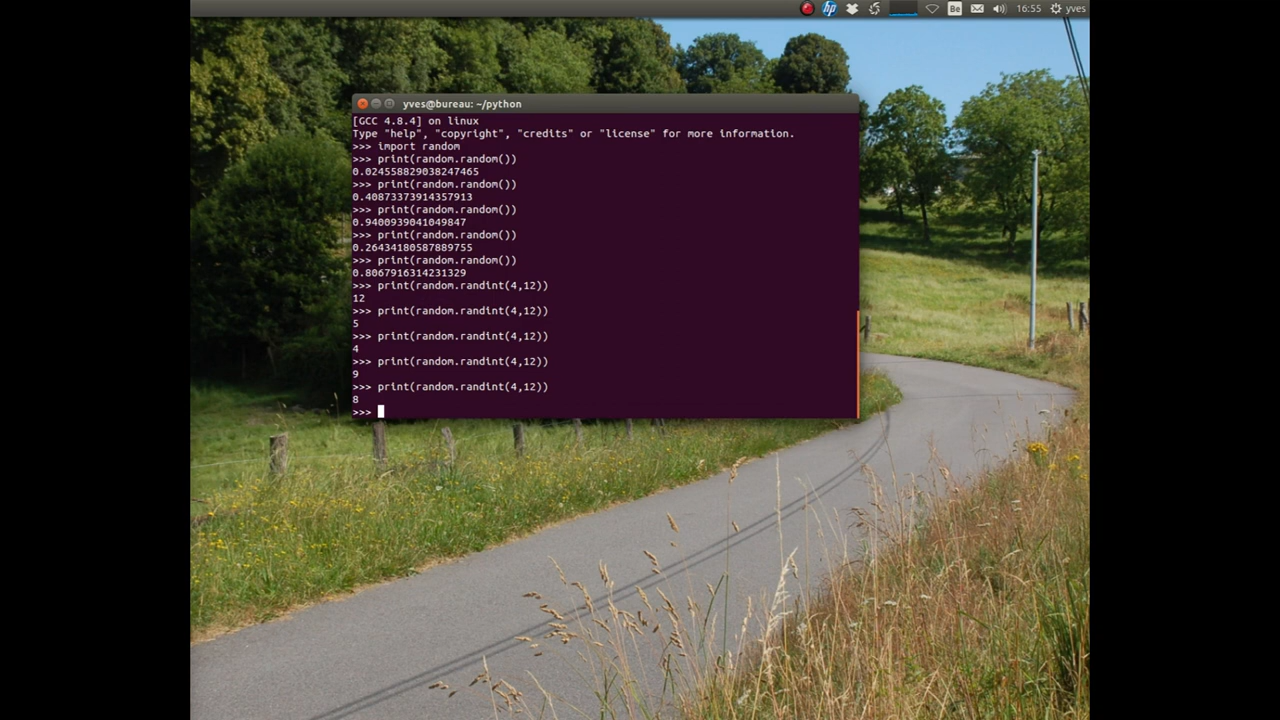 hp Be 16:55 yves
yves@bureau: ~/python
[GCC 4.8.4] on linux
Type "help", "copyright", "credits" or "license" for more information.
>>> import random
>>> print(random.random())
0.024558829038247465
>>> print(random.random())
0.40873373914357913
>>> print(random.random())
0.9400939041049847
>>> print(random.random())
0.26434180587889755
>>> print(random.random())
0.8067916314231329
>>> print(random.randint(4,12))
12
>>> print(random.randint(4,12))
5
>>> print(random.randint(4,12))
4
>>> print(random.randint(4,12))
9
>>> print(random.randint(4,12))
8
>>>